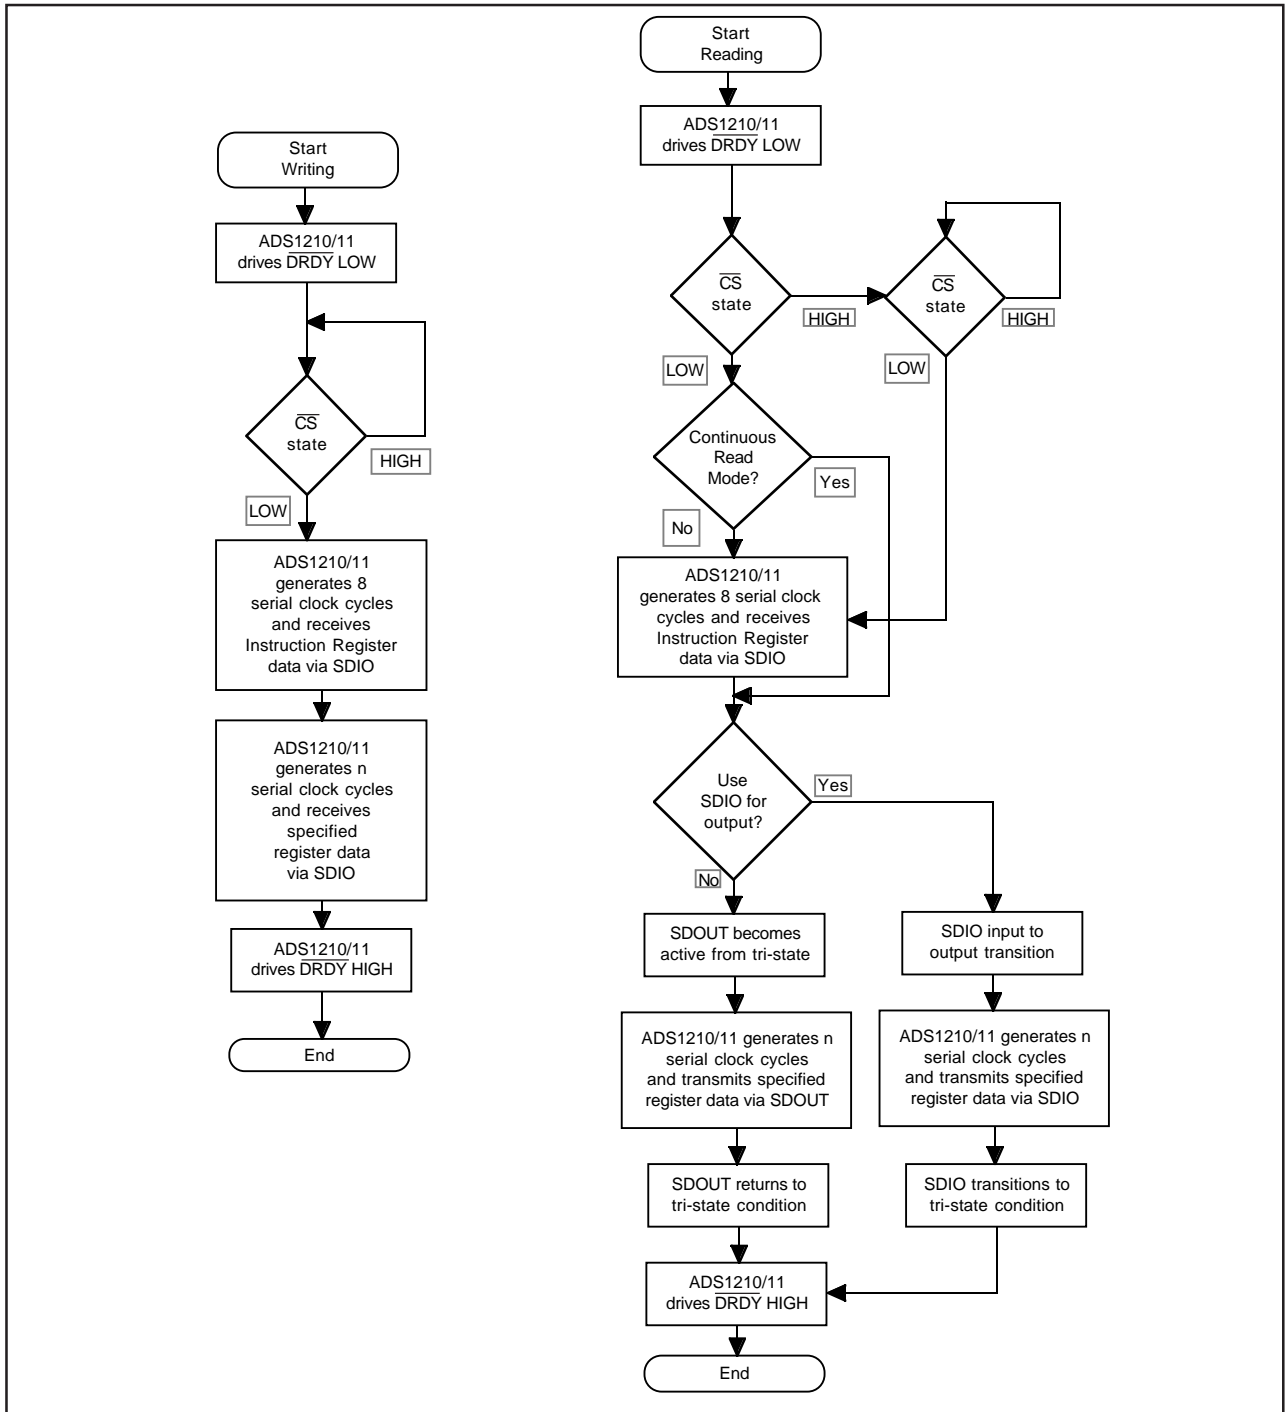 Start
Writing
ADS1210/11
drives DRDY LOW
CS
state
HIGH
LOW
ADS1210/11
generates 8
serial clock cycles
and receives
Instruction Register
data via SDIO
ADS1210/11
generates n
serial clock cycles
and receives
specified
register data
via SDIO
ADS1210/11
drives DRDY HIGH
End
Start
Reading
ADS1210/11
drives DRDY LOW
CS
state
HIGH
CS
state
HIGH
LOW
LOW
Continuous
Read
Mode?
Yes
No
ADS1210/11
generates 8 serial clock
cycles and receives
Instruction Register
data via SDIO
Use
SDIO for
output?
Yes
No
SDOUT becomes
active from tri-state
SDIO input to
output transition
ADS1210/11 generates n
serial clock cycles
and transmits specified
register data via SDOUT
ADS1210/11 generates n
serial clock cycles
and transmits specified
register data via SDIO
SDOUT returns to
tri-state condition
SDIO transitions to
tri-state condition
ADS1210/11
drives DRDY HIGH
End